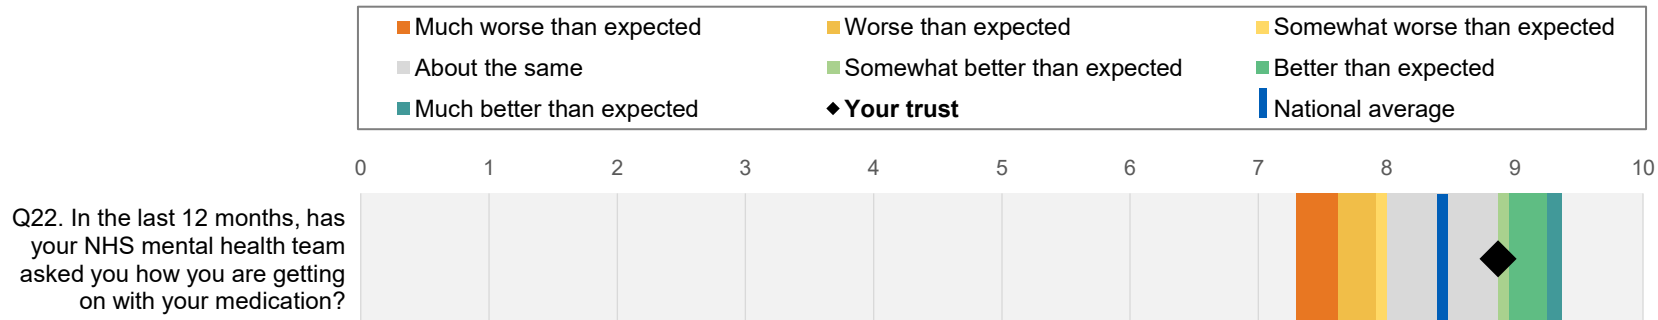 Much worse than expected
Worse than expected
Somewhat worse than expected
About the same
Somewhat better than expected
Better than expected
Much better than expected
Your trust
National average
0 1 2 3 4 5 6 7 8 9 10
Q22. In the last 12 months, has
your NHS mental health team
asked you how you are getting
on with your medication?